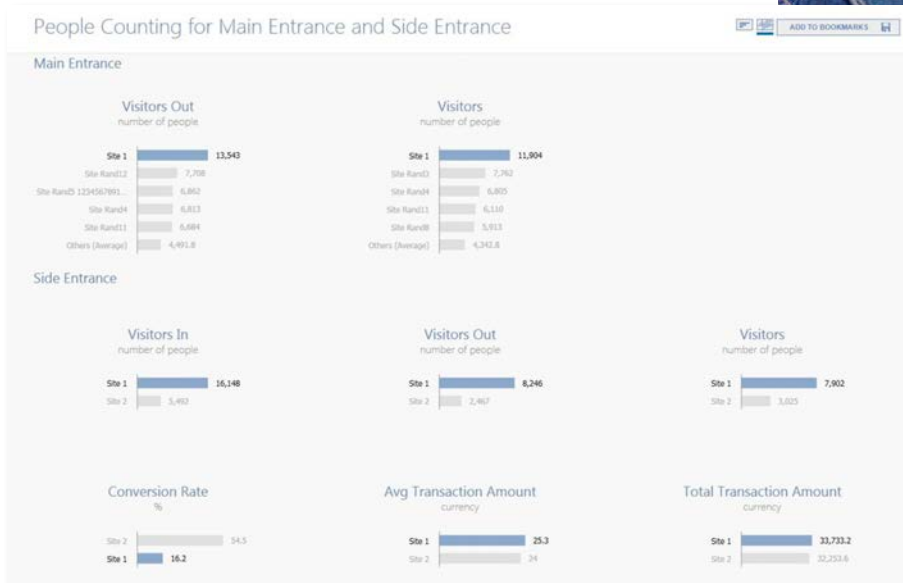 People Counting for Main Entrance and Side Entrance
ADD TO BOOKMARKS
Main Entrance
Visitors Out
number of people
Site 1 13,543
Site Rand12 7,708
Site Rand5 1234567891... 6,862
Site Rand4 6,813
Site Rand11 6,684
Others (Average) 4,491.8
Visitors
number of people
Site 1 11,904
7,762
Site Rand4 6,805
Site Rand11 6,110
Site Rand8 5,913
Others (Average) 4,342.8
Side Entrance
Visitors In
number of people
Site 1 16,148
Site 2 5,492
Visitors Out
number of people
Site 1 8,246
Site 2 2,467
Visitors
number of people
Site 1 7,902
Site 2 3,025
Conversion Rate
%
Site 2 54.5
Site 1 16.2
Avg Transaction Amount
currency
Site 1 25.3
Site 2 24
Total Transaction Amount
currency
Site 1 33,733.2
Site 2 32,253.6